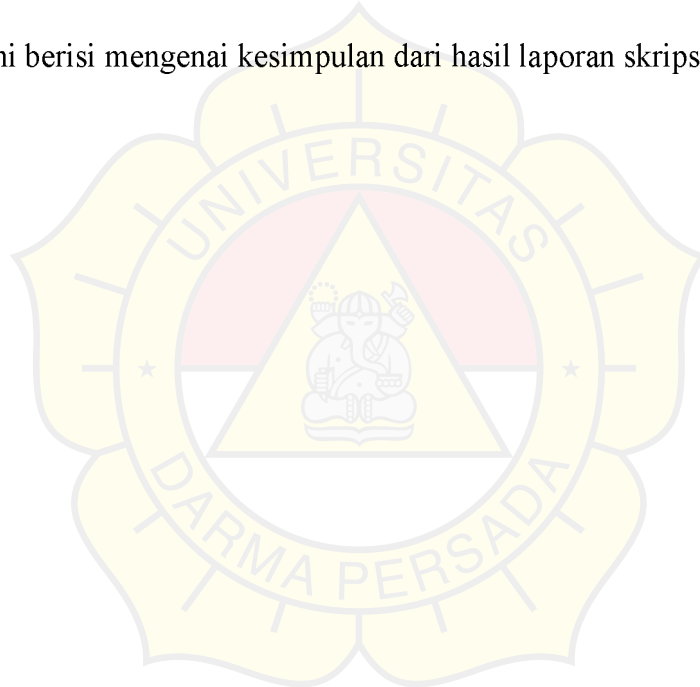 ni berisi mengenai kesimpulan dari hasil laporan skrips
UNIVERSITAS
DARMA PERSADA